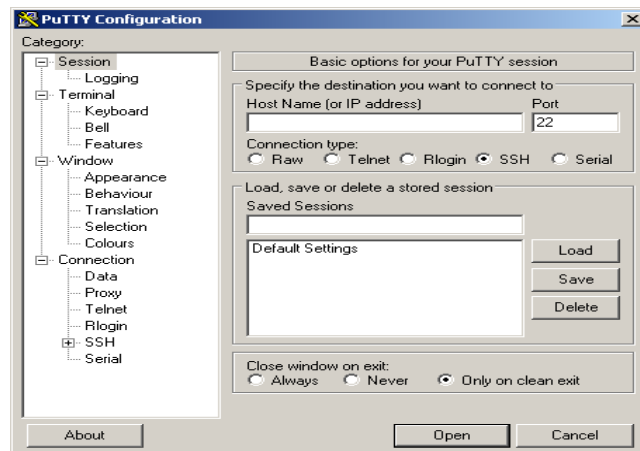 PuTTY Configuration
Category:
Session
Logging
Terminal
Keyboard
Bell
Features
Window
Appearance
Behaviour
Translation
Selection
Colours
Connection
Data
Proxy
Telnet
Rlogin
SSH
Serial
Basic options for your PuTTY session
Specify the destination you want to connect to
Host Name (or IP address) Port
22
Connection type:
Raw Telnet Rlogin SSH Serial
Load, save or delete a stored session
Saved Sessions
Default Settings
Load
Save
Delete
Close window on exit:
Always Never Only on clean exit
About Open Cancel